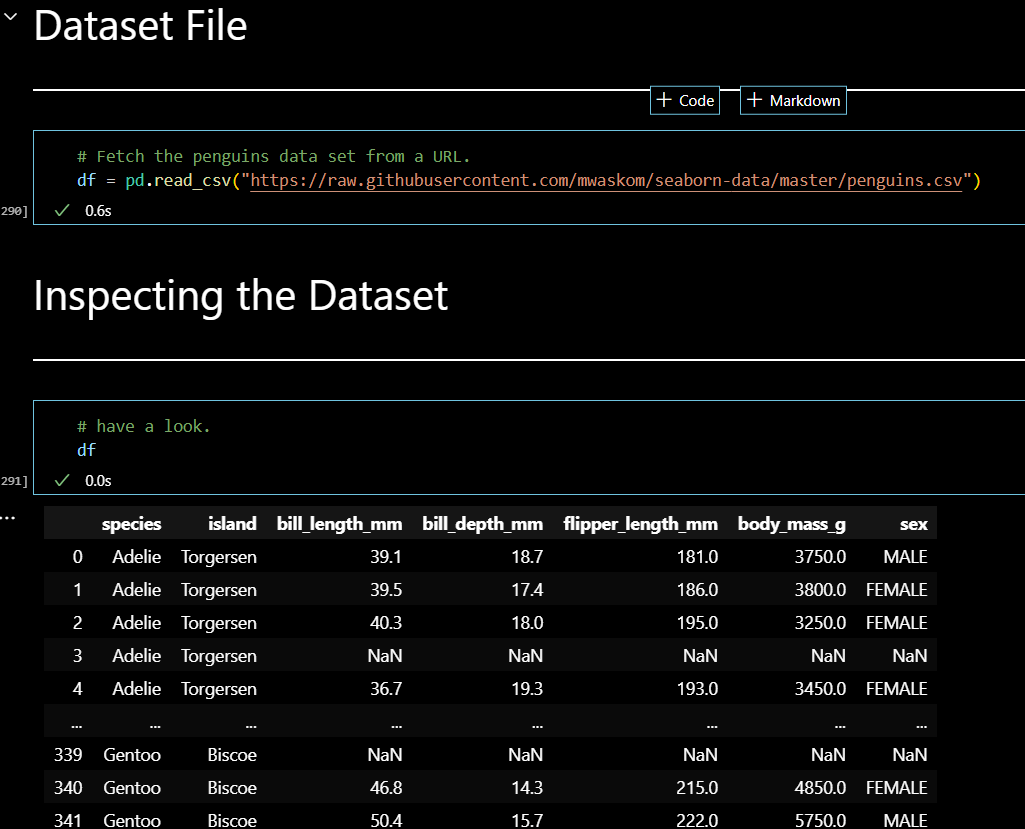 Dataset File
+ Code + Markdown
# Fetch the penguins data set from a URL.
df = pd.read_csv("https://raw.githubusercontent.com/mwaskom/seaborn-data/master/penguins.csv")
290] ✓ 0.6s
Inspecting the Dataset
# have a look.
df
291] ✓ 0.0s
...
species island bill_length_mm bill_depth_mm flipper_length_mm body_mass_g sex
0 Adelie Torgersen 39.1 18.7 181.0 3750.0 MALE
1 Adelie Torgersen 39.5 17.4 186.0 3800.0 FEMALE
2 Adelie Torgersen 40.3 18.0 195.0 3250.0 FEMALE
3 Adelie Torgersen NaN NaN NaN NaN NaN
4 Adelie Torgersen 36.7 19.3 193.0 3450.0 FEMALE
... ... ... ... ... ... ... ...
339 Gentoo Biscoe NaN NaN NaN NaN NaN
340 Gentoo Biscoe 46.8 14.3 215.0 4850.0 FEMALE
341 Gentoo Biscoe 50.4 15.7 222.0 5750.0 MALE